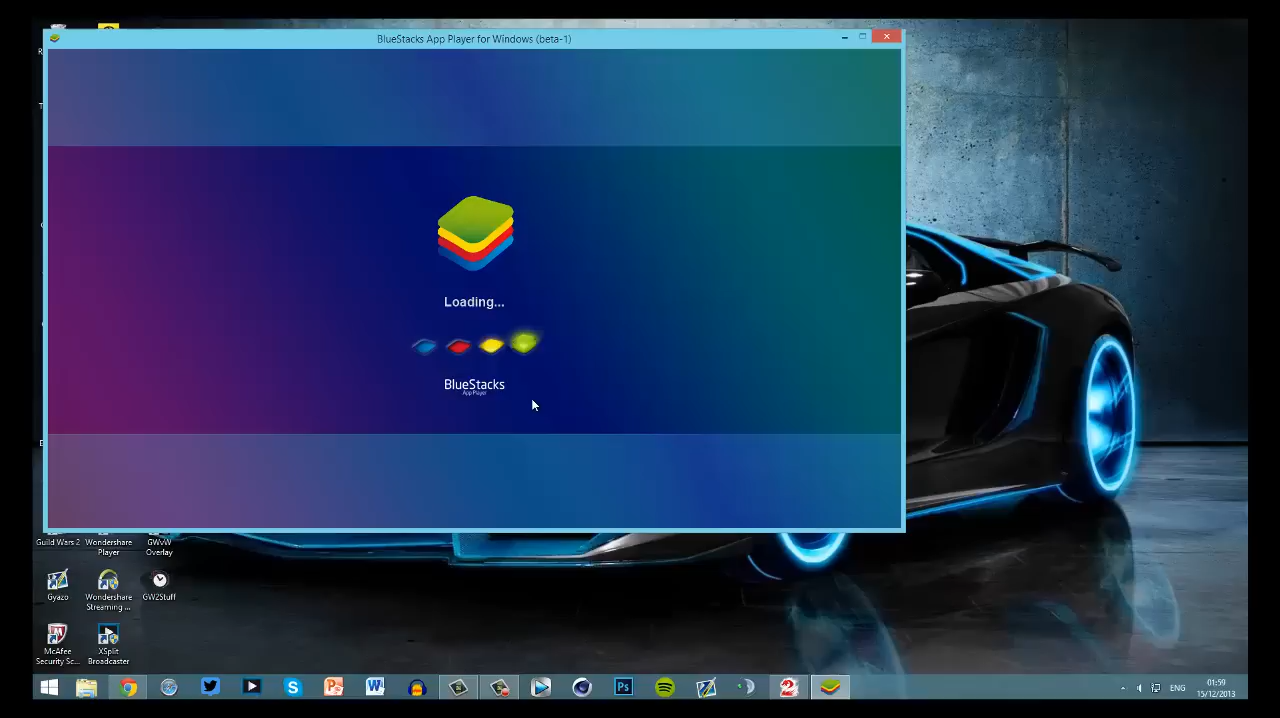 BlueStacks App Player for Windows (beta-1)
Loading...
BlueStacks
App Player
Guild Wars 2
Wondershare
Player
GWvW
Overlay
Gyazo
Wondershare
Streaming ...
GW2Stuff
McAfee
Security Sc...
XSplit
Broadcaster
ENG
01:59
15/12/2013